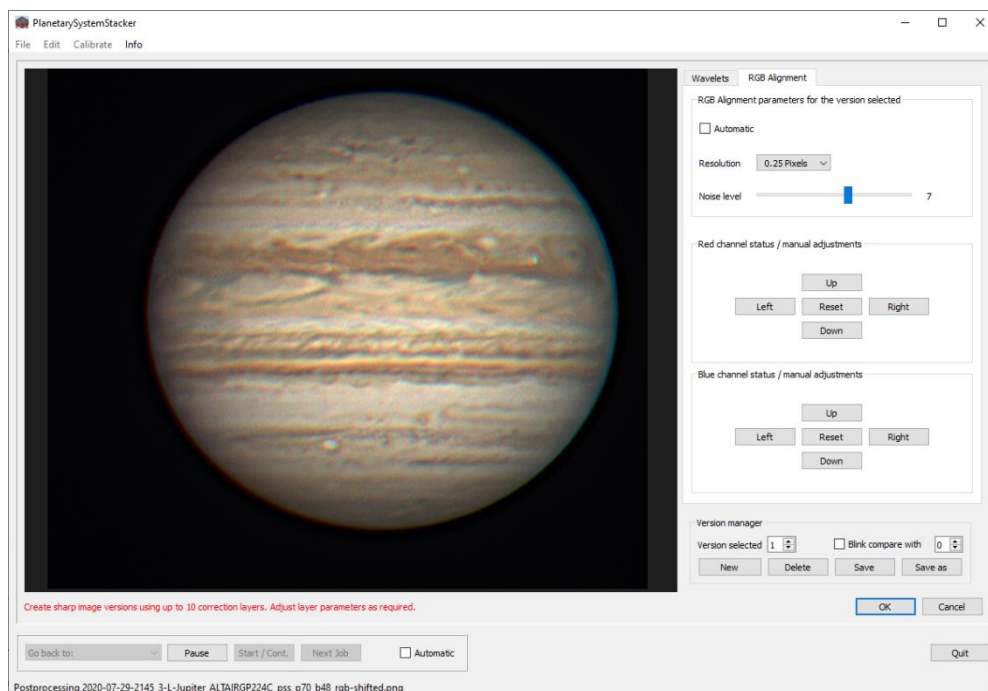 PlanetarySystemStacker
File Edit Calibrate Info
Wavelets RGB Alignment
RGB Alignment parameters for the version selected
Automatic
Resolution 0.25 Pixels
Noise level 7
Red channel status / manual adjustments
Up
Left Reset Right
Down
Blue channel status / manual adjustments
Up
Left Reset Right
Down
Version manager
Version selected 1 Blink compare with 0
New Delete Save Save as
Create sharp image versions using up to 10 correction layers. Adjust layer parameters as required.
OK Cancel
Go back to: Pause Start / Cont. Next Job Automatic Quit
Postprocessing 2020-07-29-2145_3-L-Jupiter_ALTAIRGP224C_pss_p70_b48_rgb-shifted.png